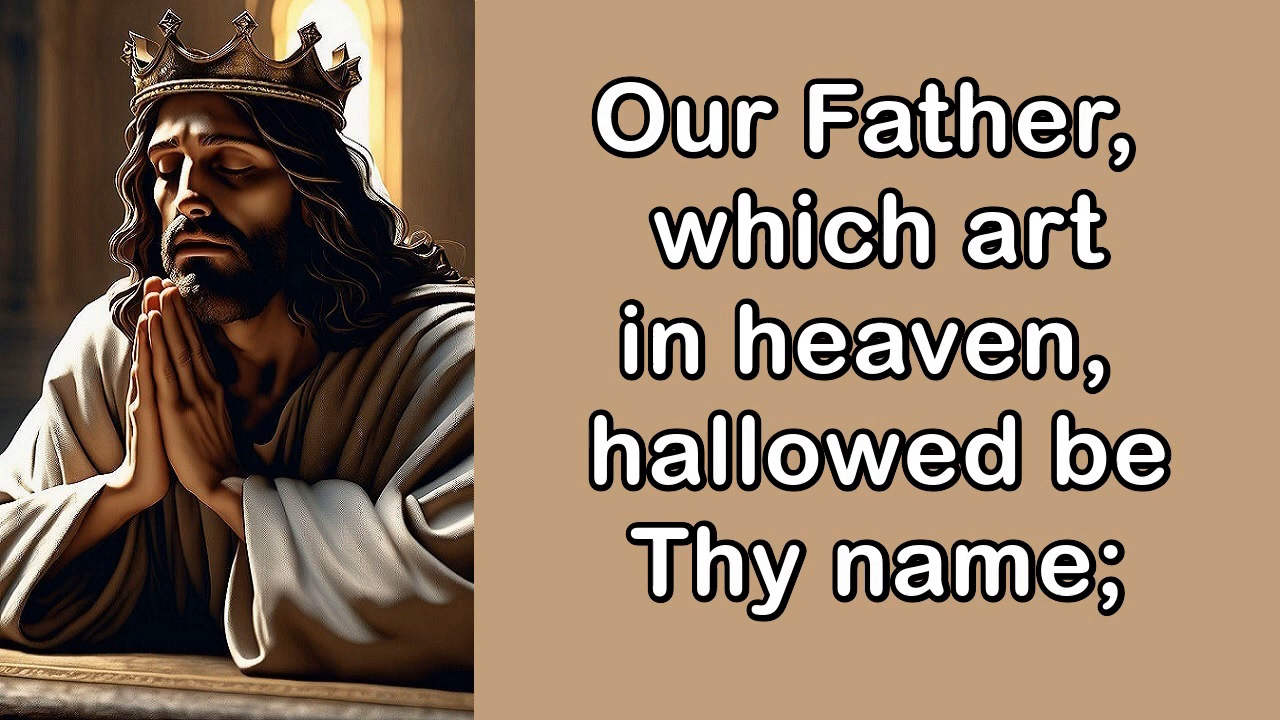 Our Father,
which art
in heaven,
hallowed be
Thy name;